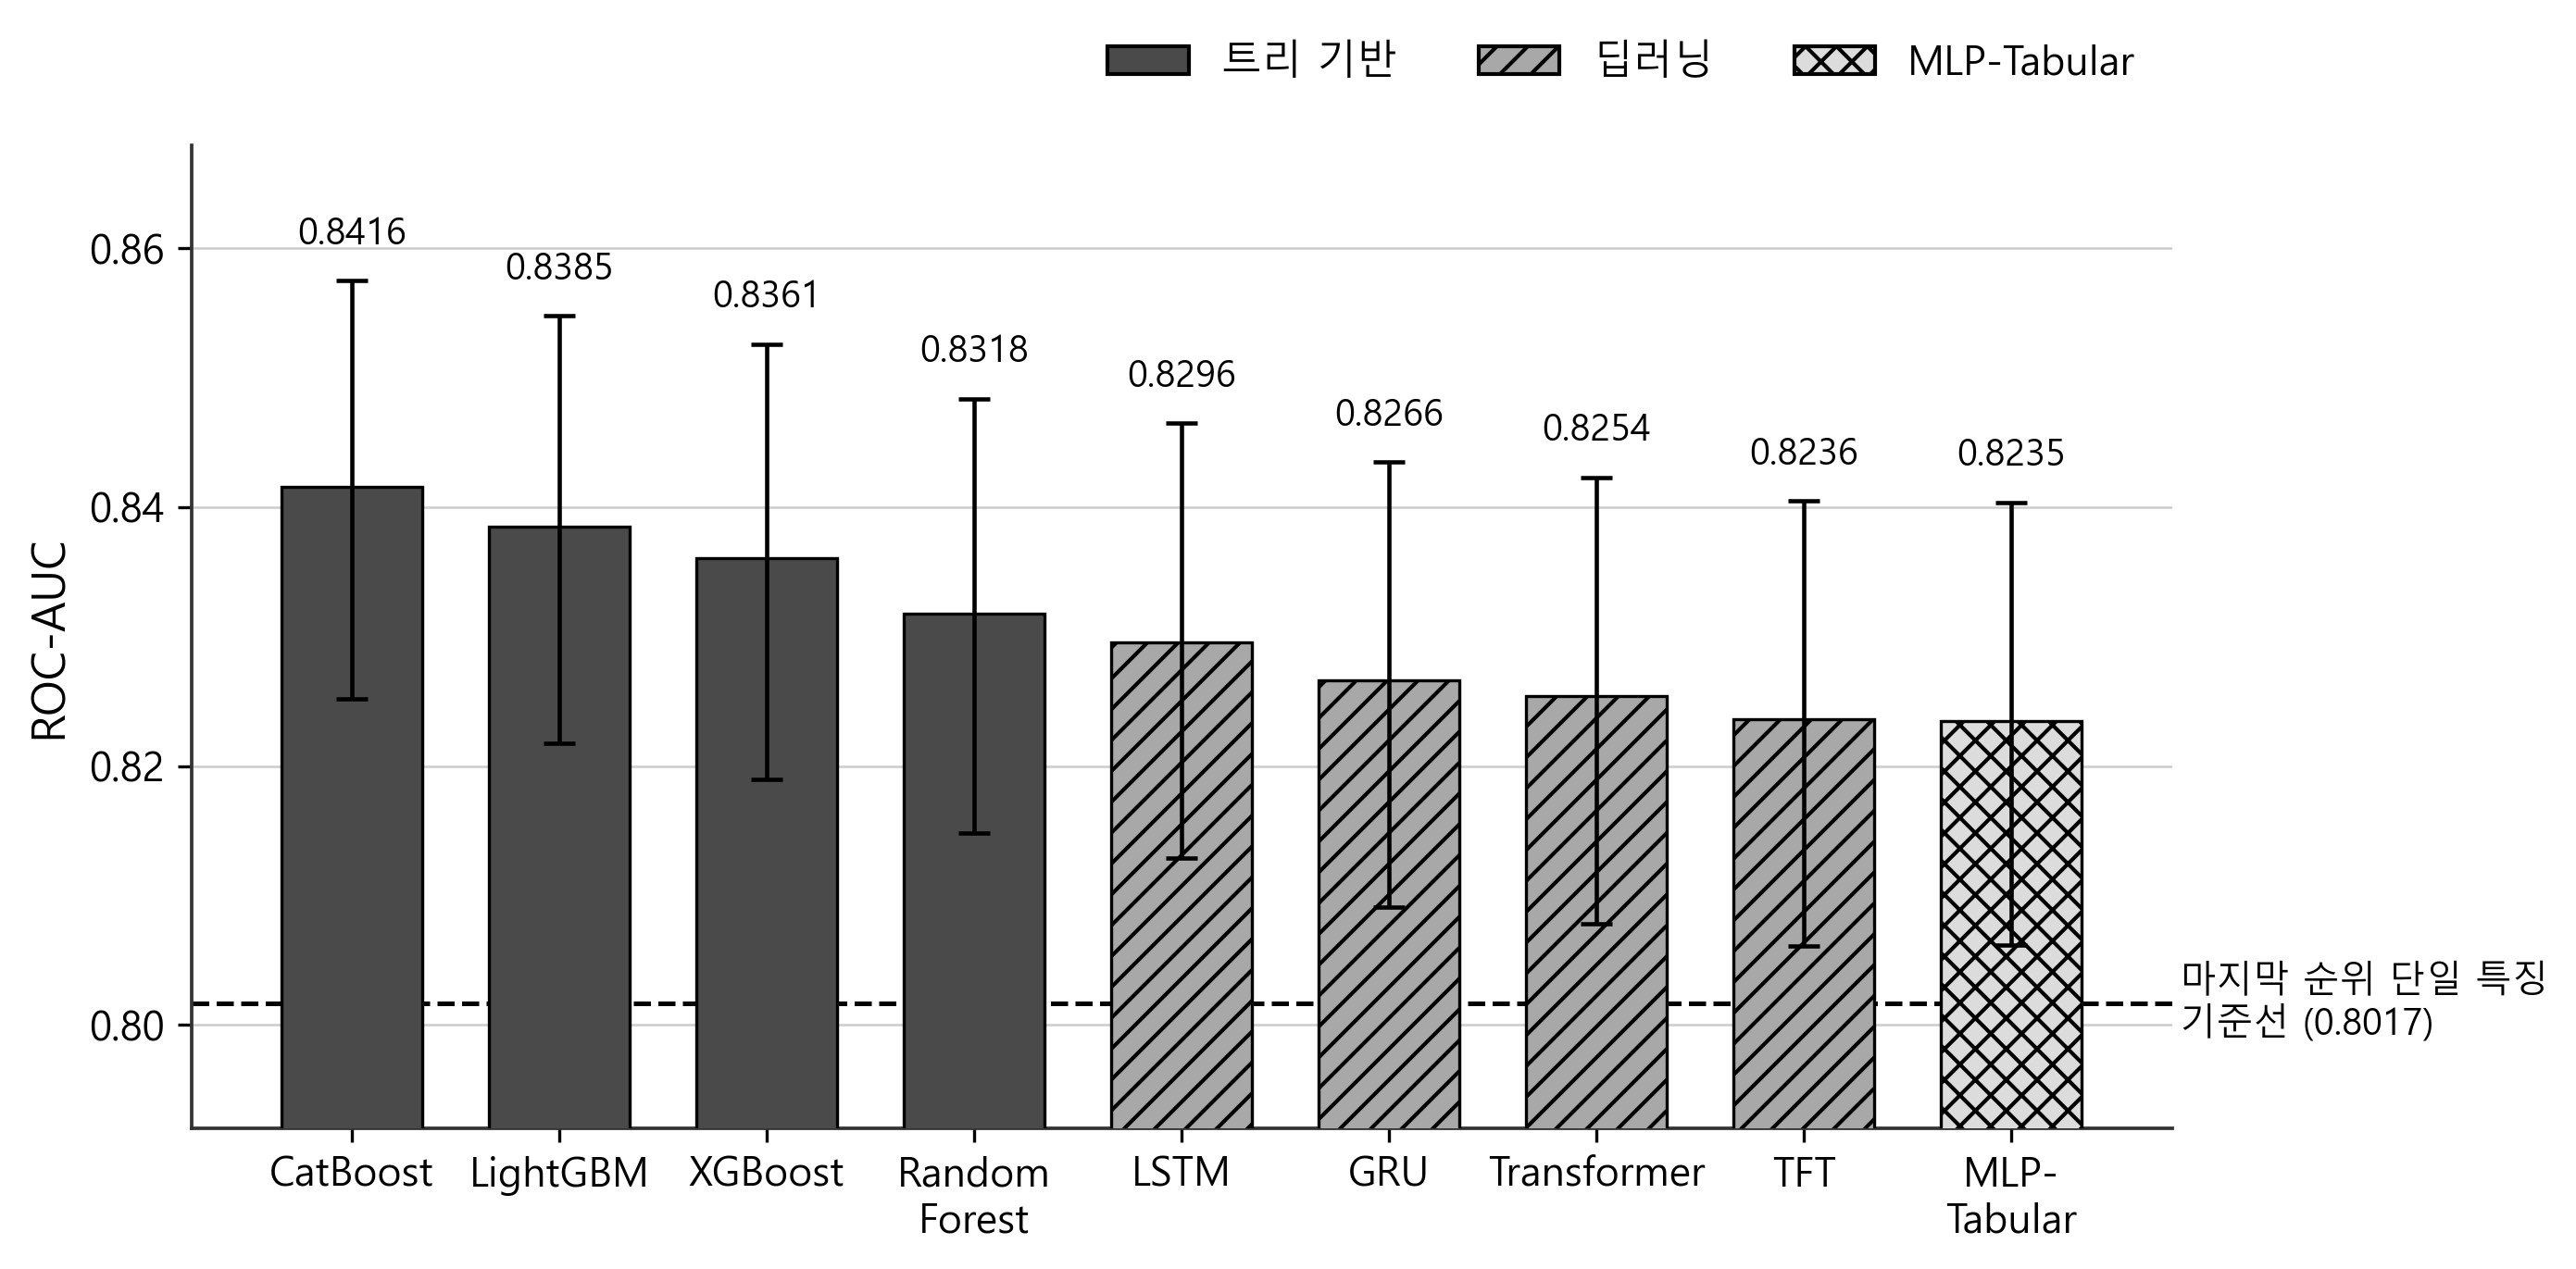 트리 기반 딥러닝 MLP-Tabular
0.8416
0.8385
0.8361
0.8318
0.8296
0.8266
0.8254
0.8236
0.8235
ROC-AUC
0.86
0.84
0.82
0.80
마지막 순위 단일 특징
기준선 (0.8017)
CatBoost
LightGBM
XGBoost
Random
Forest
LSTM
GRU
Transformer
TFT
MLP-
Tabular